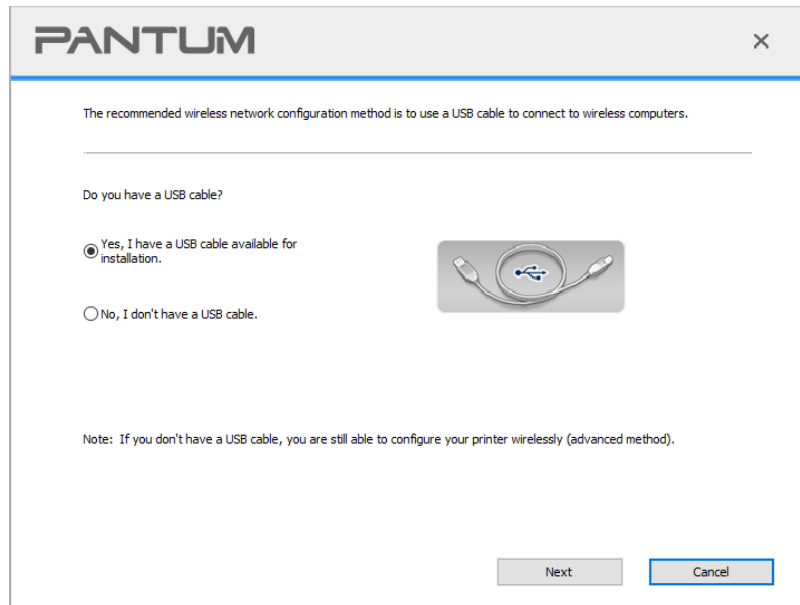 PANTUM
The recommended wireless network configuration method is to use a USB cable to connect to wireless computers.
Do you have a USB cable?
Yes, I have a USB cable available for
installation.
No, I don't have a USB cable.
Note: If you don't have a USB cable, you are still able to configure your printer wirelessly (advanced method).
Next
Cancel